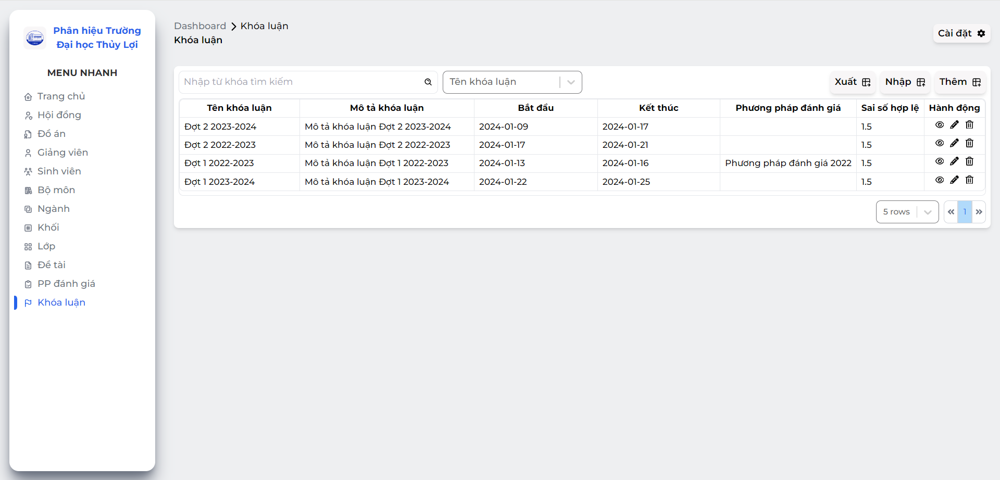 Phân hiệu Trường
Đại học Thủy Lợi
MENU NHANH
Trang chủ
Hội đồng
Đồ án
Giảng viên
Sinh viên
Bộ môn
Ngành
Khối
Lớp
Đề tài
PP đánh giá
Khóa luận
Dashboard Khóa luận
Khóa luận
Cài đặt
Nhập từ khóa tìm kiếm Tên khóa luận Xuất Nhập Thêm
Tên khóa luận Mô tả khóa luận Bắt đầu Kết thúc Phương pháp đánh giá Sai số hợp lệ Hành động
Đợt 2 2023-2024 Mô tả khóa luận Đợt 2 2023-2024 2024-01-09 2024-01-17 1.5
Đợt 2 2022-2023 Mô tả khóa luận Đợt 2 2022-2023 2024-01-17 2024-01-21 1.5
Đợt 1 2022-2023 Mô tả khóa luận Đợt 1 2022-2023 2024-01-13 2024-01-16 Phương pháp đánh giá 2022 1.5
Đợt 1 2023-2024 Mô tả khóa luận Đợt 1 2023-2024 2024-01-22 2024-01-25 1.5
5 rows « 1 »